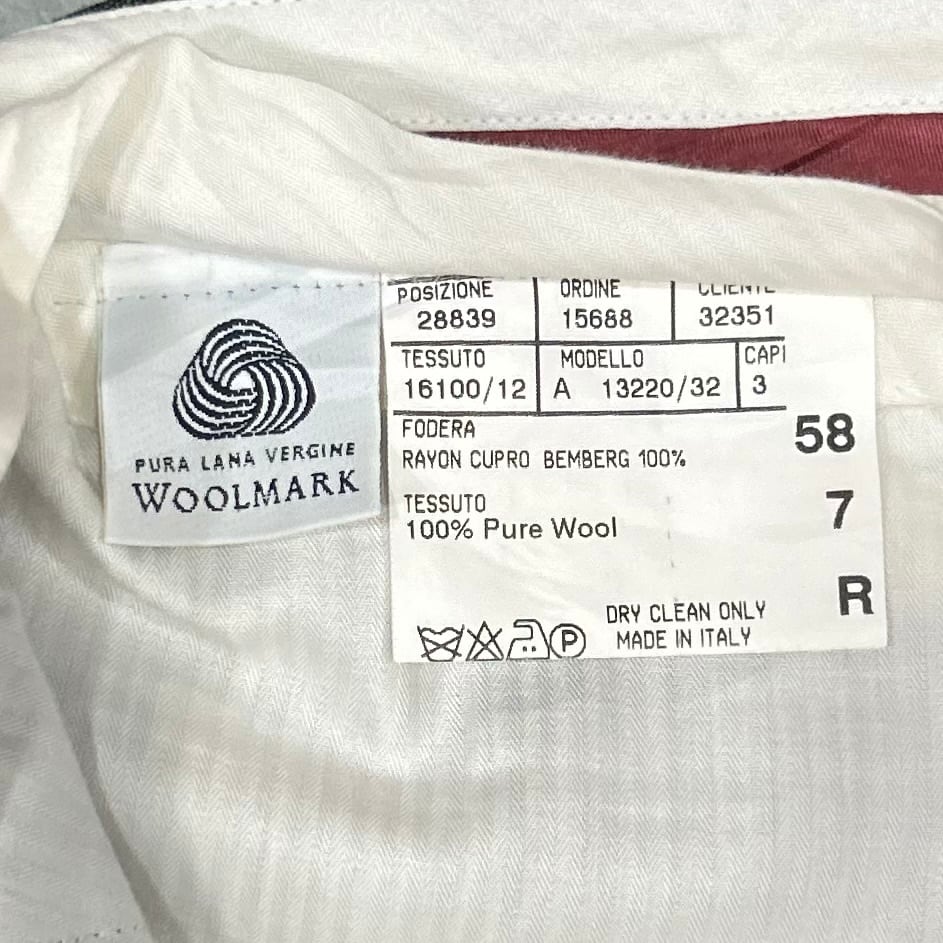 PURA LANA VERGINE
WOOLMARK
POSIZIONE ORDINE CLIENTE
28839 15688 32351
TESSUTO MODELLO CAPI
16100/12 A 13220/32 3
FODERA
RAYON CUPRO BEMBERG 100%
58
TESSUTO
100% Pure Wool
7
R
DRY CLEAN ONLY
P MADE IN ITALY